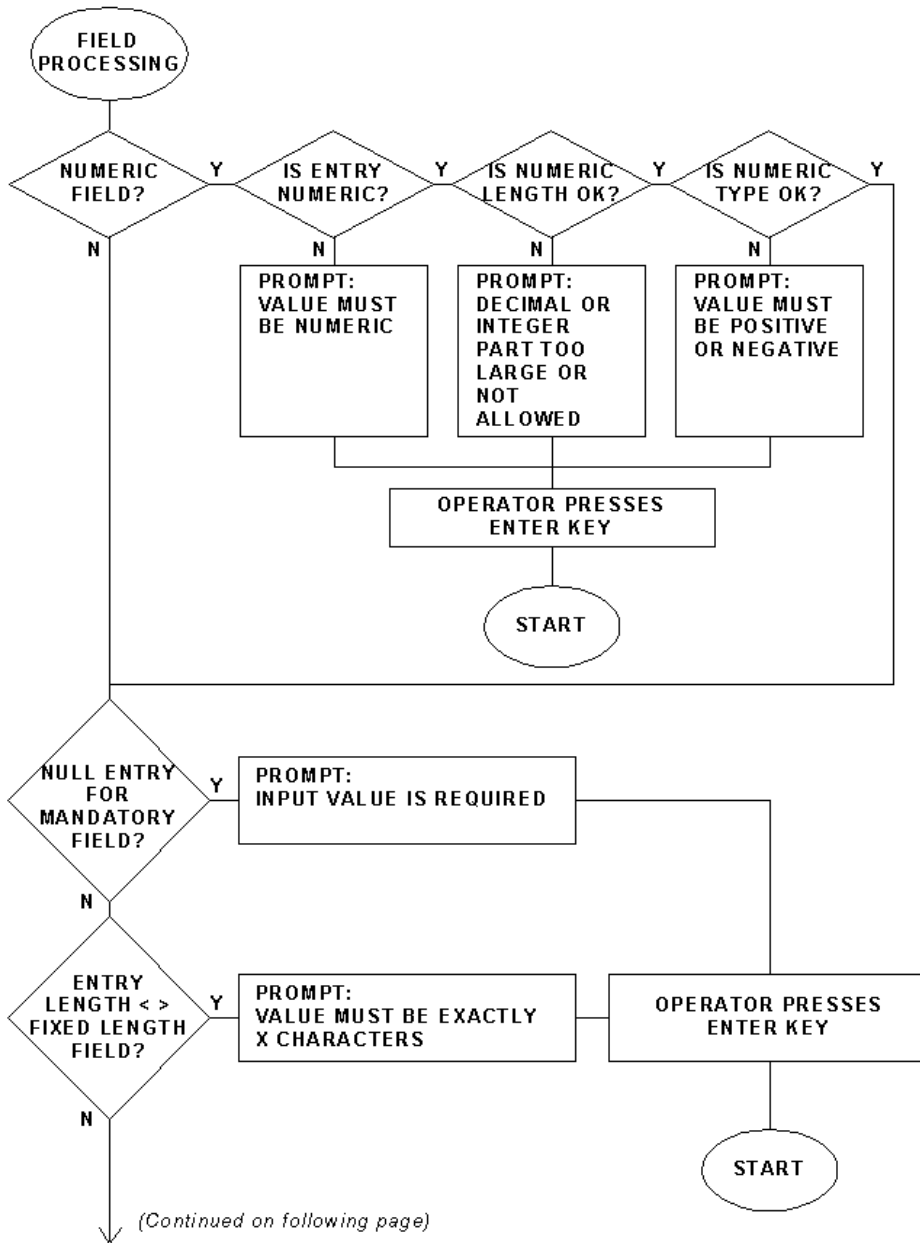 FIELD
PROCESSING
NUMERIC
FIELD?
Y
N
IS ENTRY
NUMERIC?
Y
N
IS NUMERIC
LENGTH OK?
Y
N
IS NUMERIC
TYPE OK?
Y
N
PROMPT:
VALUE MUST
BE NUMERIC
PROMPT:
DECIMAL OR
INTEGER
PART TOO
LARGE OR
NOT
ALLOWED
PROMPT:
VALUE MUST
BE POSITIVE
OR NEGATIVE
OPERATOR PRESSES
ENTER KEY
START
NULL ENTRY
FOR
MANDATORY
FIELD?
Y
N
PROMPT:
INPUT VALUE IS REQUIRED
ENTRY
LENGTH < >
FIXED LENGTH
FIELD?
Y
N
PROMPT:
VALUE MUST BE EXACTLY
X CHARACTERS
OPERATOR PRESSES
ENTER KEY
START
(Continued on following page)